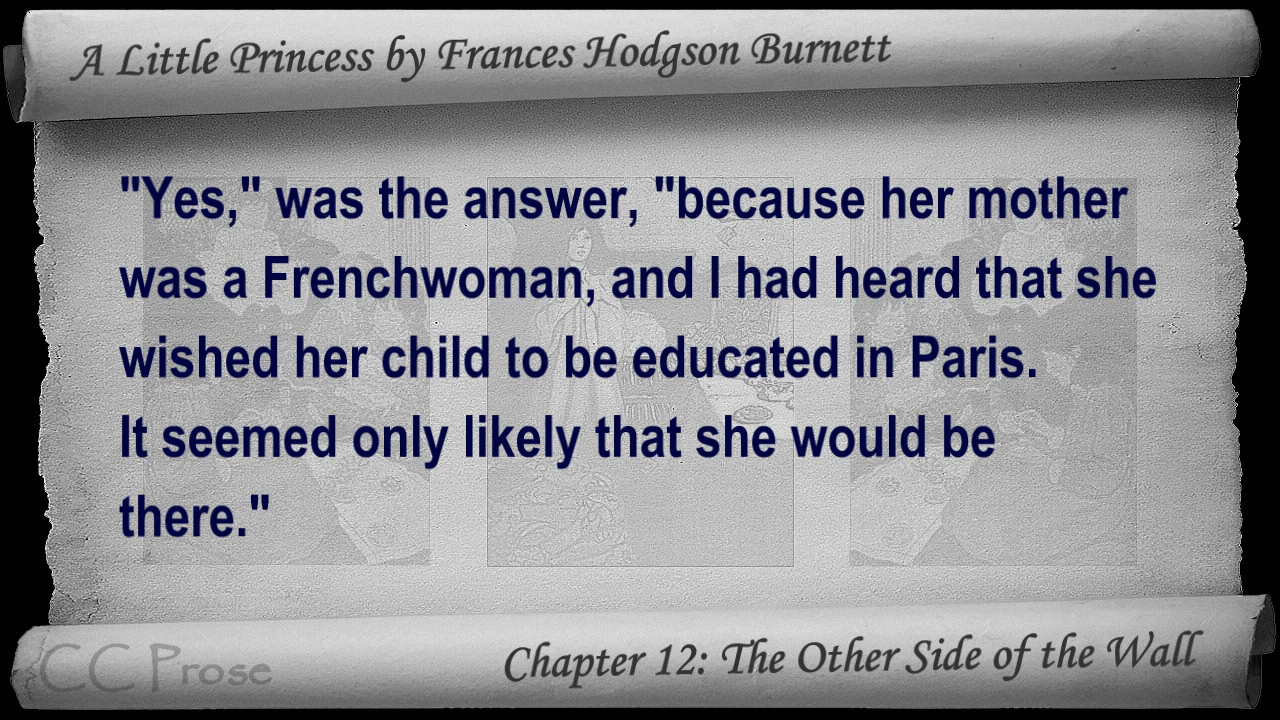 A Little Princess by Frances Hodgson Burnett
"Yes," was the answer, "because her mother
was a Frenchwoman, and I had heard that she
wished her child to be educated in Paris.
It seemed only likely that she would be
there."
CC Prose
Chapter 12: The Other Side of the Wall